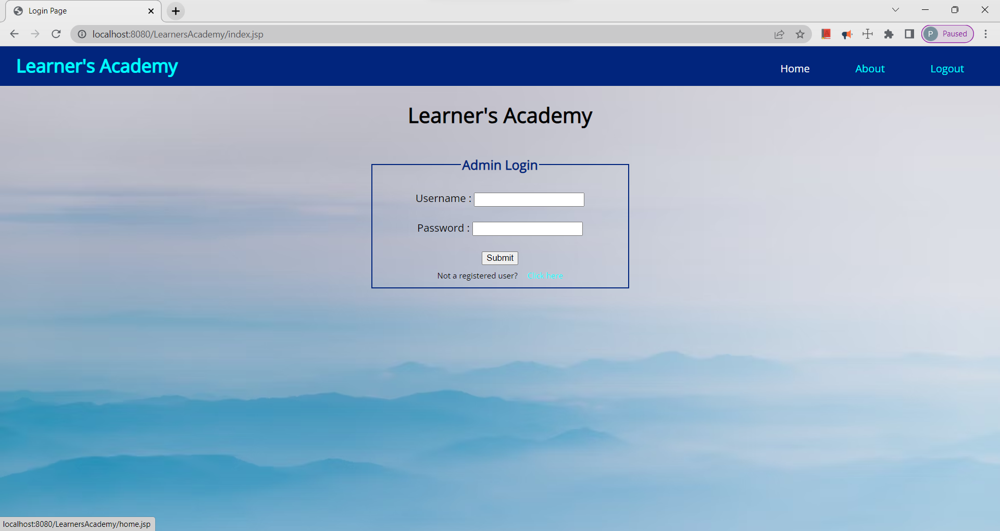 Login Page
localhost:8080/LearnersAcademy/index.jsp
P Paused
Learner's Academy
Home About Logout
Learner's Academy
Admin Login
Username :
Password :
Submit
Not a registered user? Click here
localhost:8080/LearnersAcademy/home.jsp